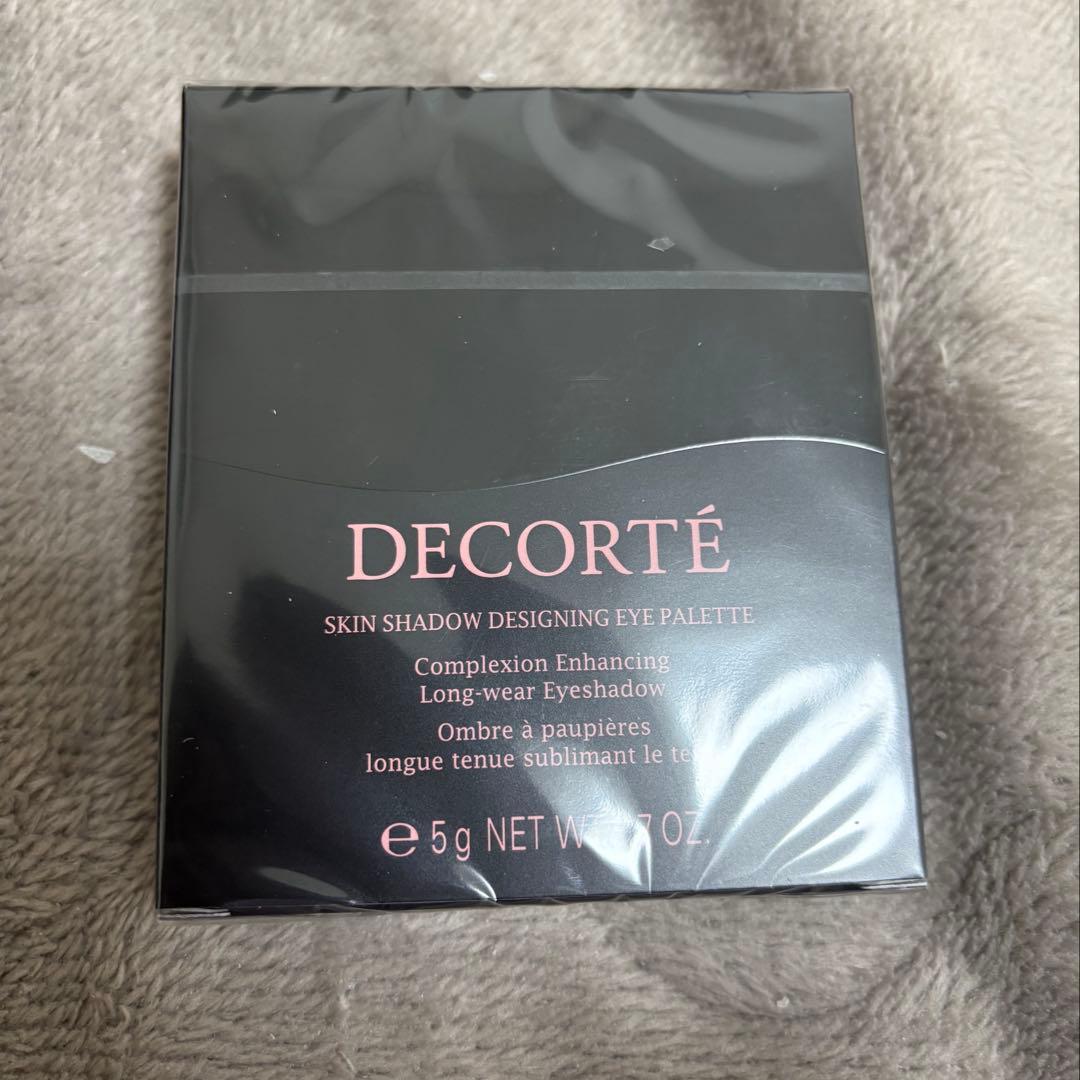 DECORTÉ
SKIN SHADOW DESIGNING EYE PALETTE
Complexion Enhancing
Long-wear Eyeshadow
Ombre à paupières
longue tenue sublimant le
℮ 5g NET OZ.